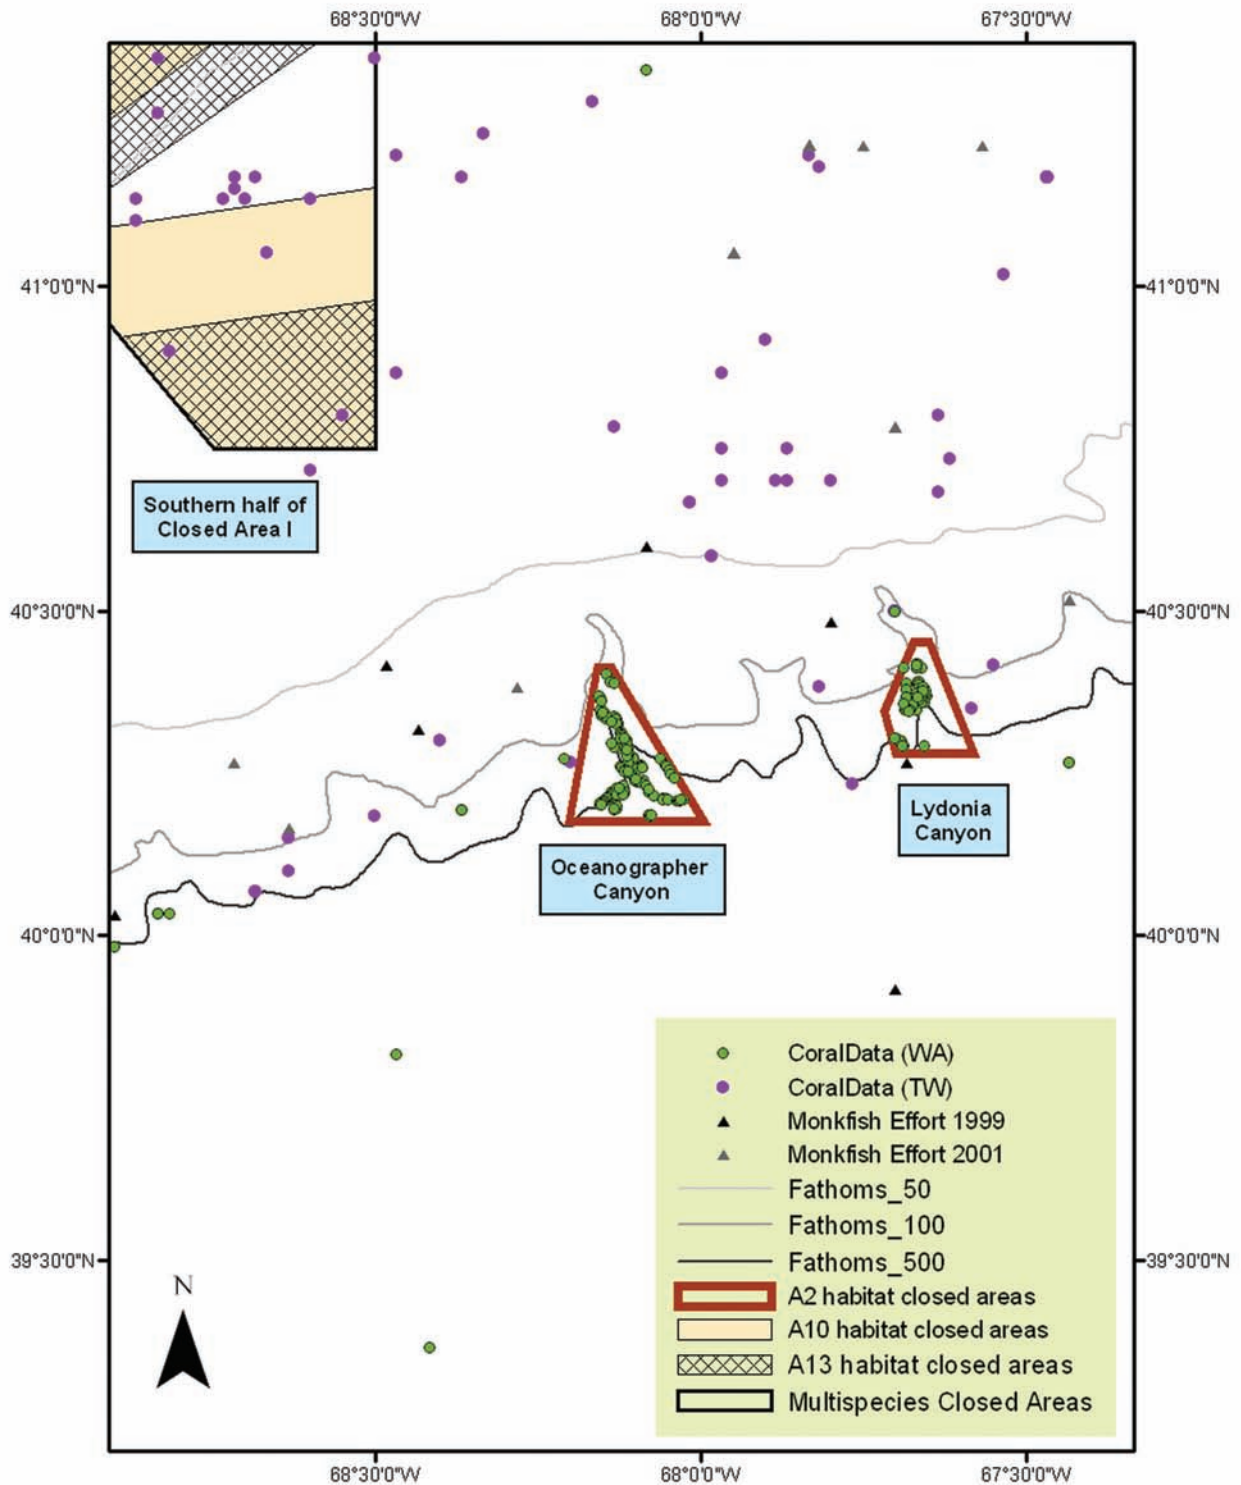 68°30'0"W 68°0'0"W 67°30'0"W
41°0'0"N 41°0'0"N
Southern half of
Closed Area I
40°30'0"N 40°30'0"N
Lydonia
Canyon
Oceanographer
Canyon
40°0'0"N 40°0'0"N
CoralData (WA)
CoralData (TW)
Monkfish Effort 1999
Monkfish Effort 2001
Fathoms_50
Fathoms_100
39°30'0"N 39°30'0"N
Fathoms_500
N
A2 habitat closed areas
A10 habitat closed areas
A13 habitat closed areas
Multispecies Closed Areas
68°30'0"W 68°0'0"W 67°30'0"W